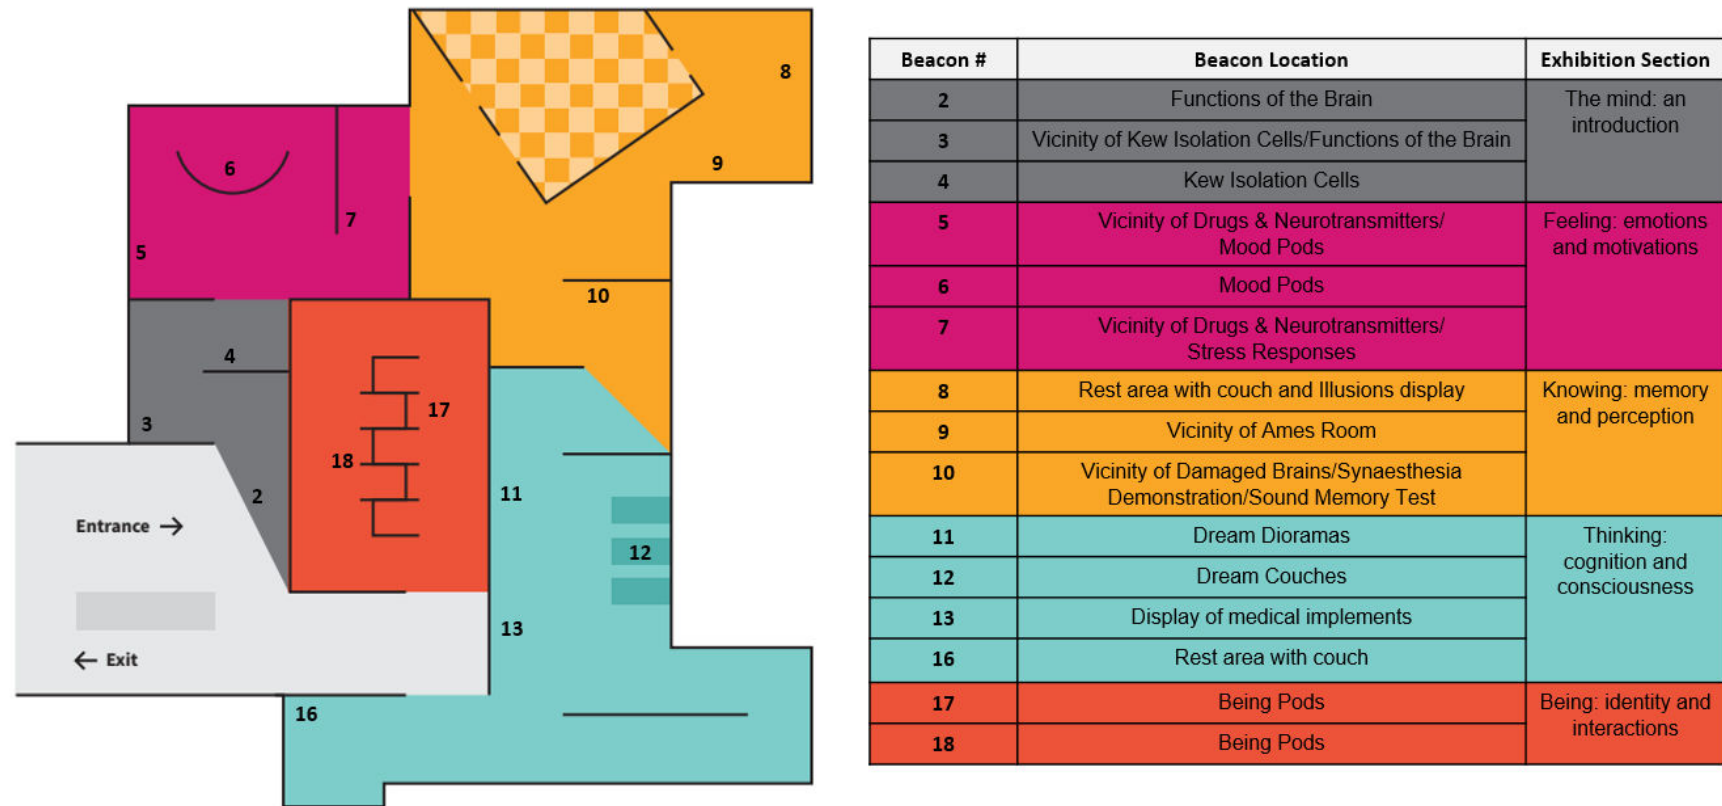 8
6
9
7
5
10
4
17
3
18
11
2
Entrance →
12
13
← Exit
16
Beacon # Beacon Location Exhibition Section
2 Functions of the Brain The mind: an
introduction
3 Vicinity of Kew Isolation Cells/Functions of the Brain
4 Kew Isolation Cells
5 Vicinity of Drugs & Neurotransmitters/
Mood Pods
Feeling: emotions
and motivations
6 Mood Pods
7 Vicinity of Drugs & Neurotransmitters/
Stress Responses
8 Rest area with couch and Illusions display
Knowing: memory
and perception
9 Vicinity of Ames Room
10 Vicinity of Damaged Brains/Synaesthesia
Demonstration/Sound Memory Test
11 Dream Dioramas
Thinking:
cognition and
consciousness
12 Dream Couches
13 Display of medical implements
16 Rest area with couch
17 Being Pods
Being: identity and
interactions
18 Being Pods